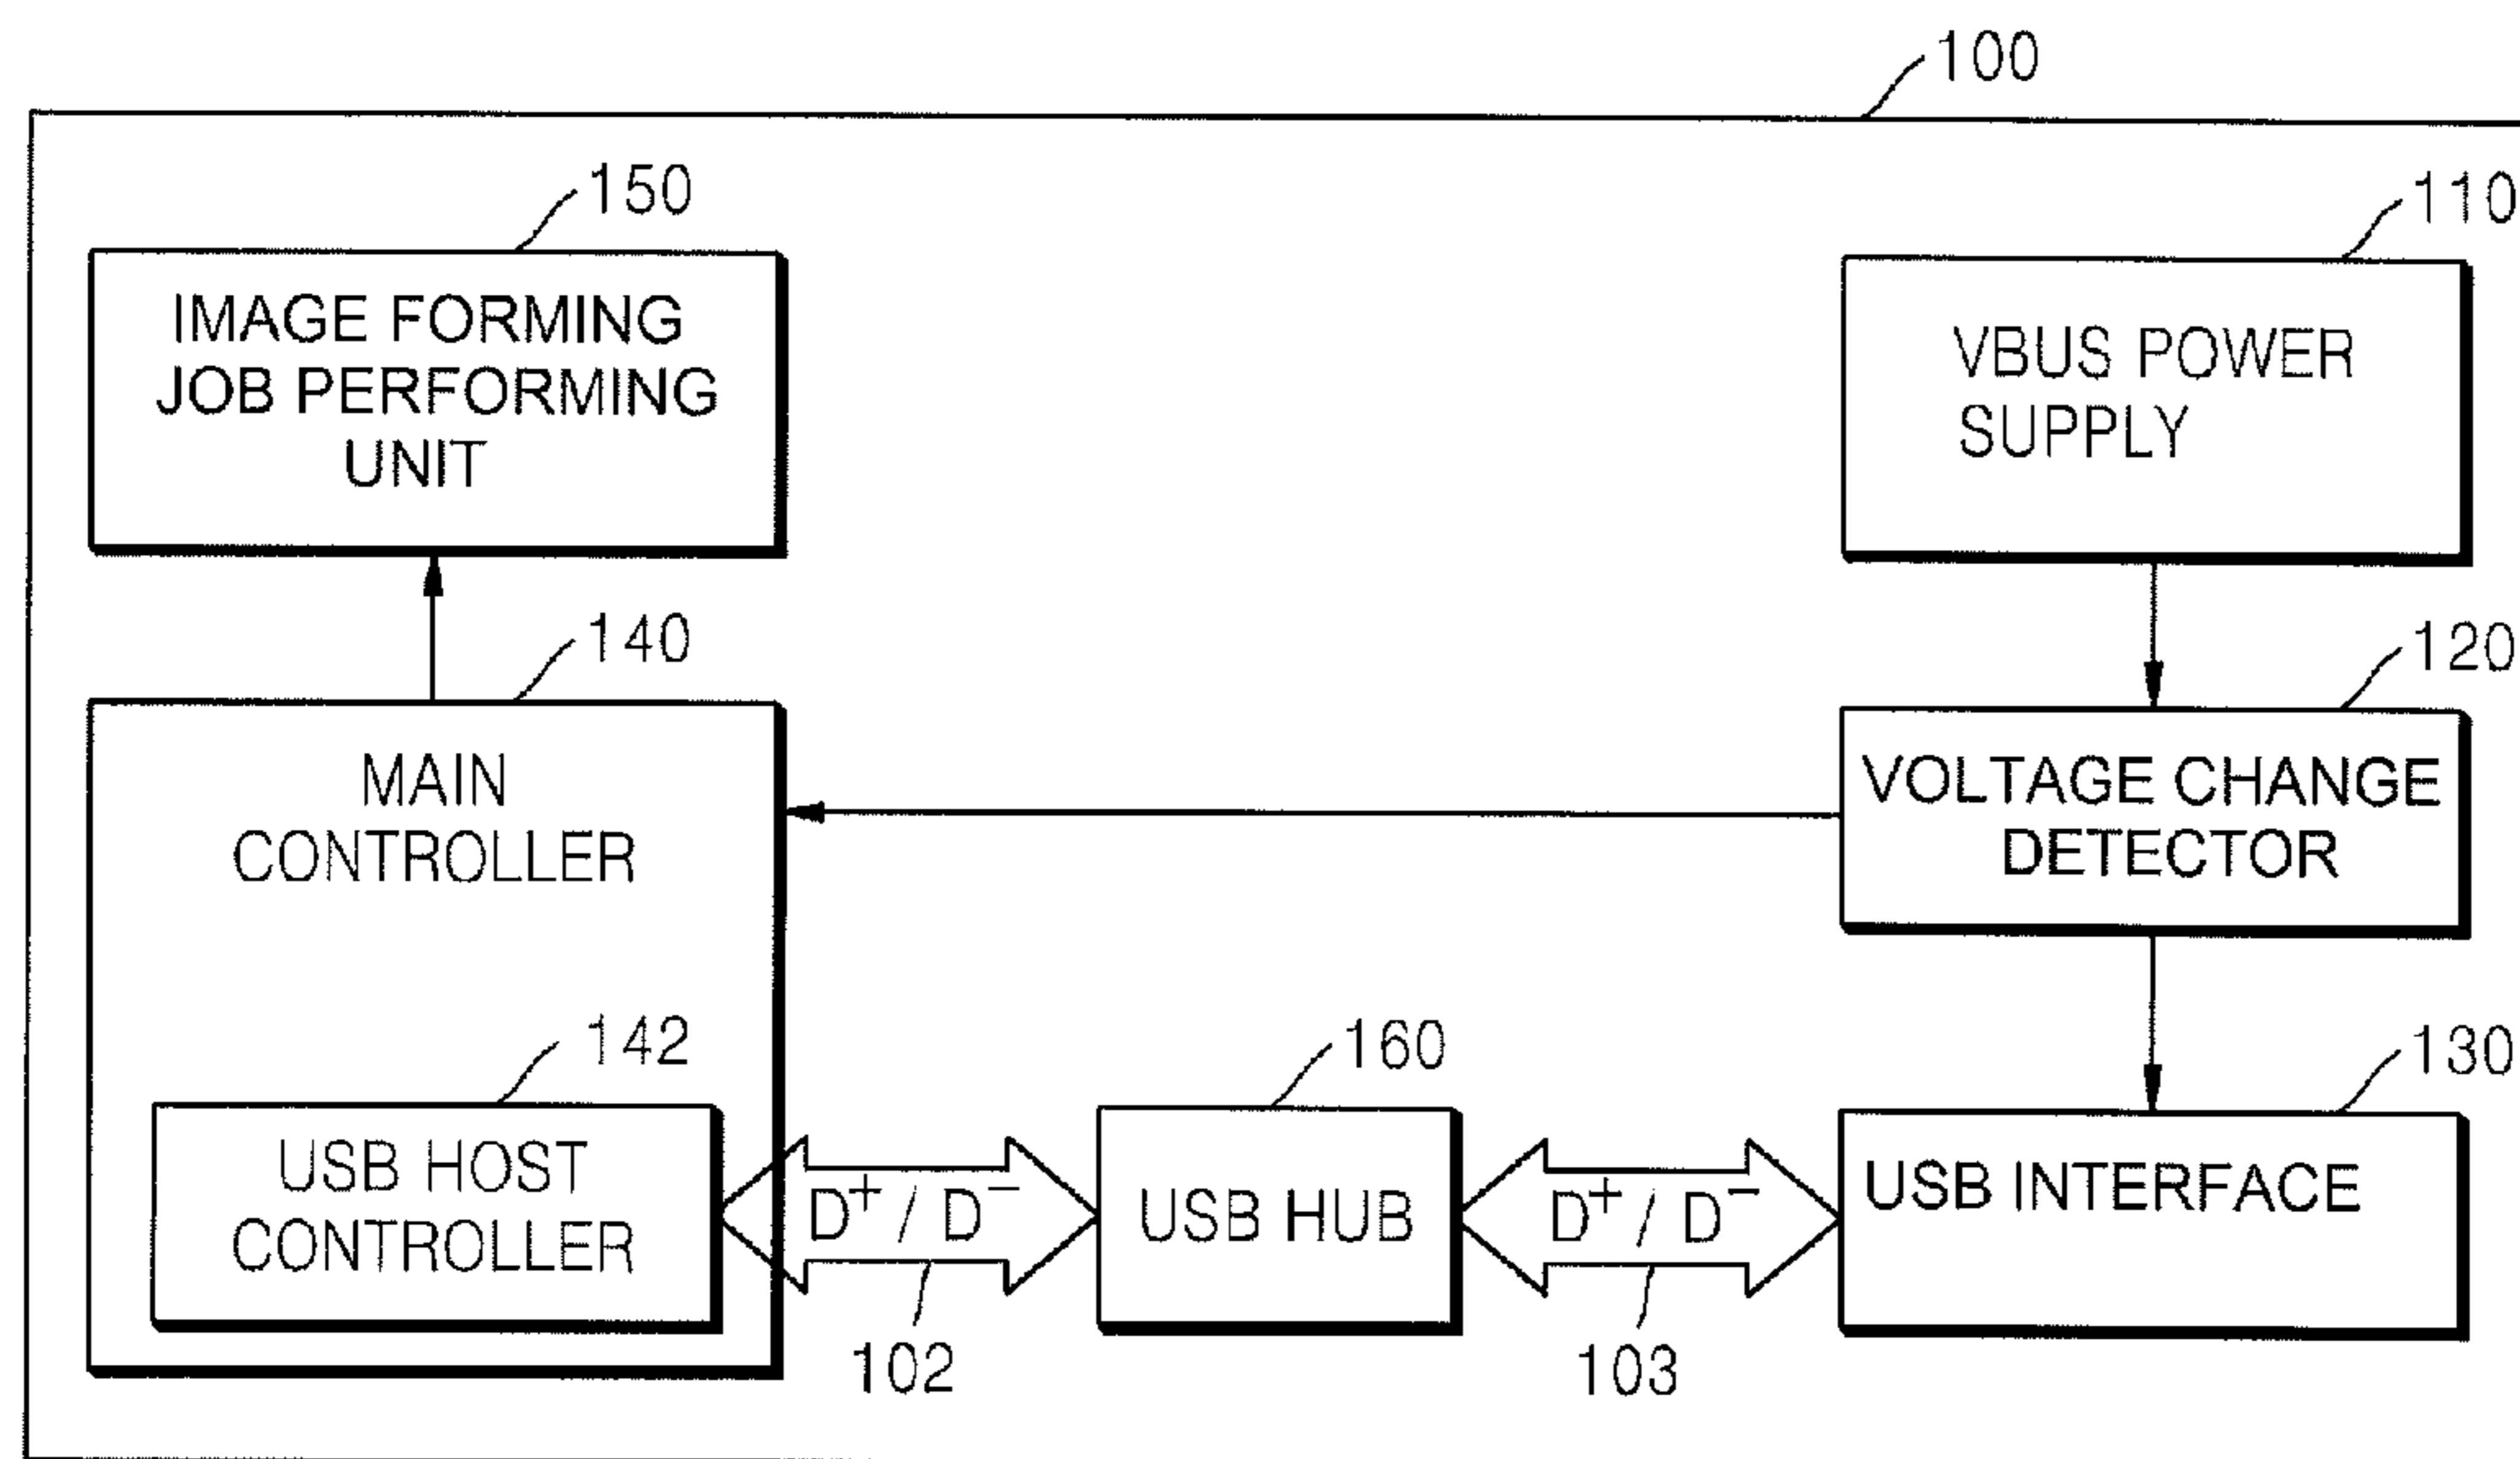 100
150
110
IMAGE FORMING
JOB PERFORMING
UNIT
VBUS POWER
SUPPLY
140
120
MAIN
CONTROLLER
VOLTAGE CHANGE
DETECTOR
142
160
130
USB HOST
CONTROLLER
D+ / D−
USB HUB
D+ / D−
USB INTERFACE
102
103